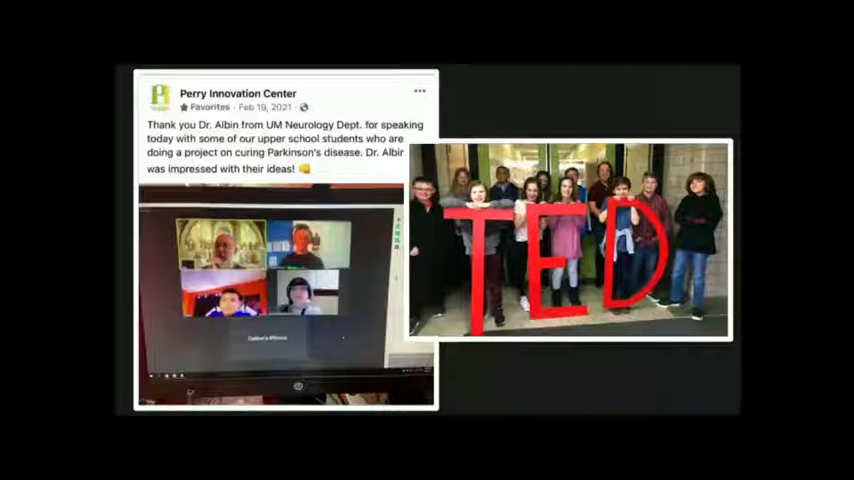 Perry Innovation Center
Favorites · Feb 19, 2021 ·
Thank you Dr. Albin from UM Neurology Dept. for speaking
today with some of our upper school students who are
doing a project on curing Parkinson's disease. Dr. Albin
was impressed with their ideas!
TED